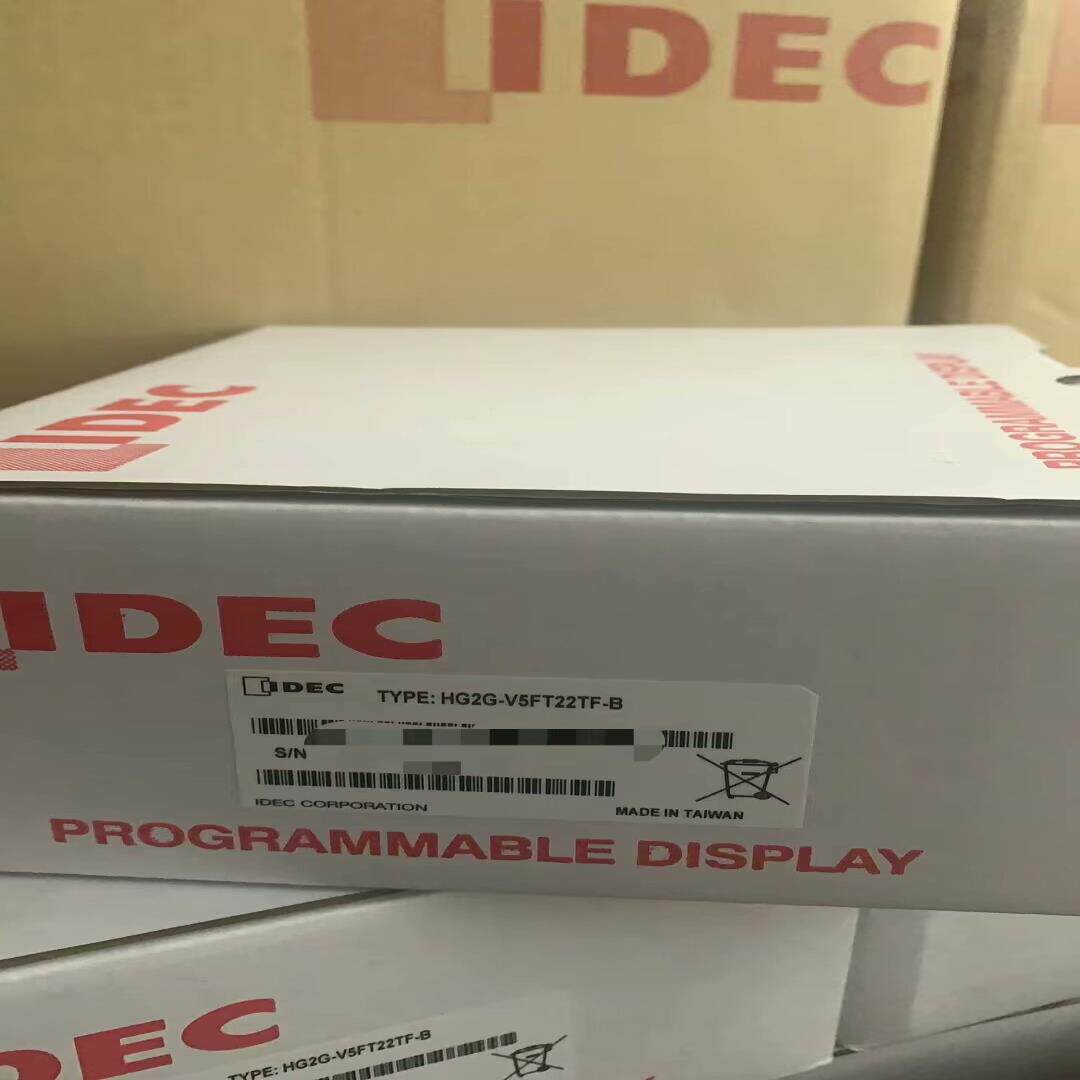 IDEC
IDEC
PROGRAMMABLE DISPLAY
IDEC
IDEC TYPE: HG2G-V5FT22TF-B
S/N
IDEC CORPORATION
MADE IN TAIWAN
PROGRAMMABLE DISPLAY
DEC
TYPE: HG2G-V5FT22TF-B